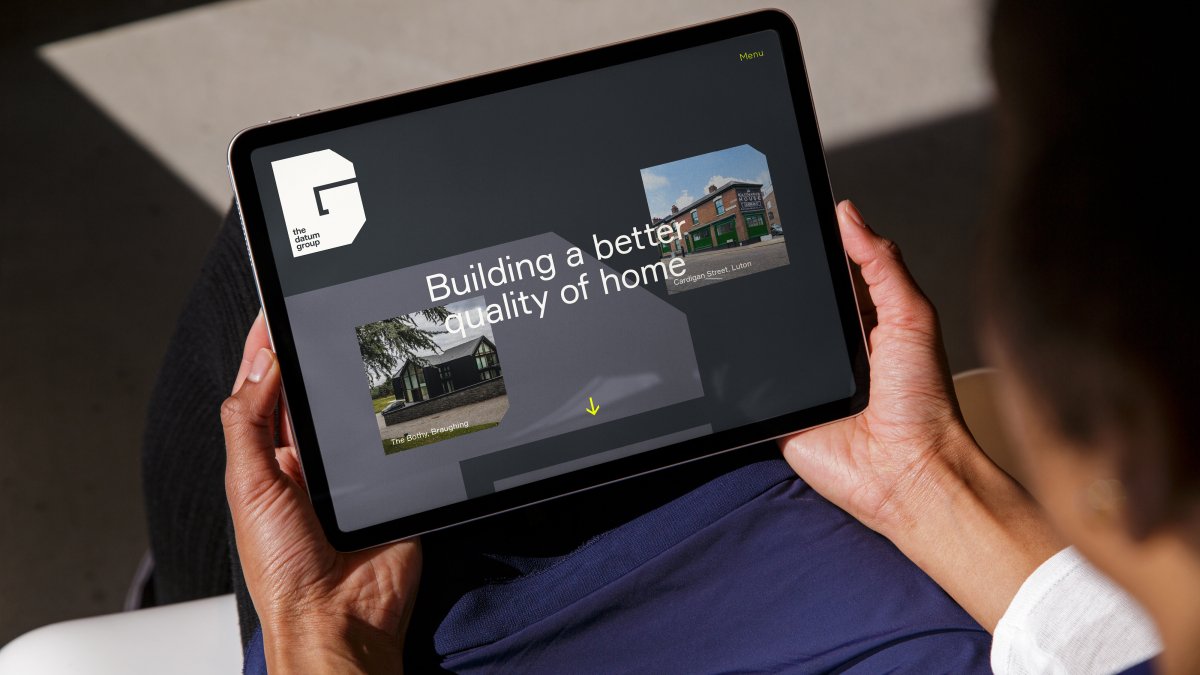 Menu
the
datum
group
Building a better
quality of home
Cardigan Street, Luton
The Bothy, Braughing